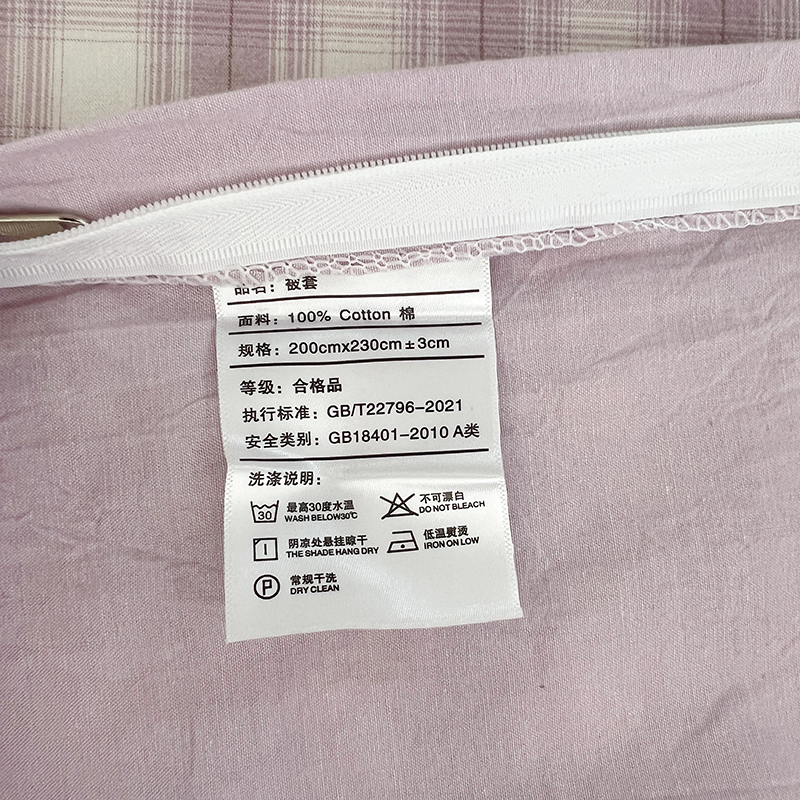 品名：被套
面料：100% Cotton 棉
规格：200cmx230cm±3cm
等级：合格品
执行标准：GB/T22796-2021
安全类别：GB18401-2010 A类
洗涤说明：
30
最高30度水温
WASH BELOW30℃
不可漂白
DO NOT BLEACH
阴凉处悬挂晾干
THE SHADE HANG DRY
低温熨烫
IRON ON LOW
P
常规干洗
DRY CLEAN